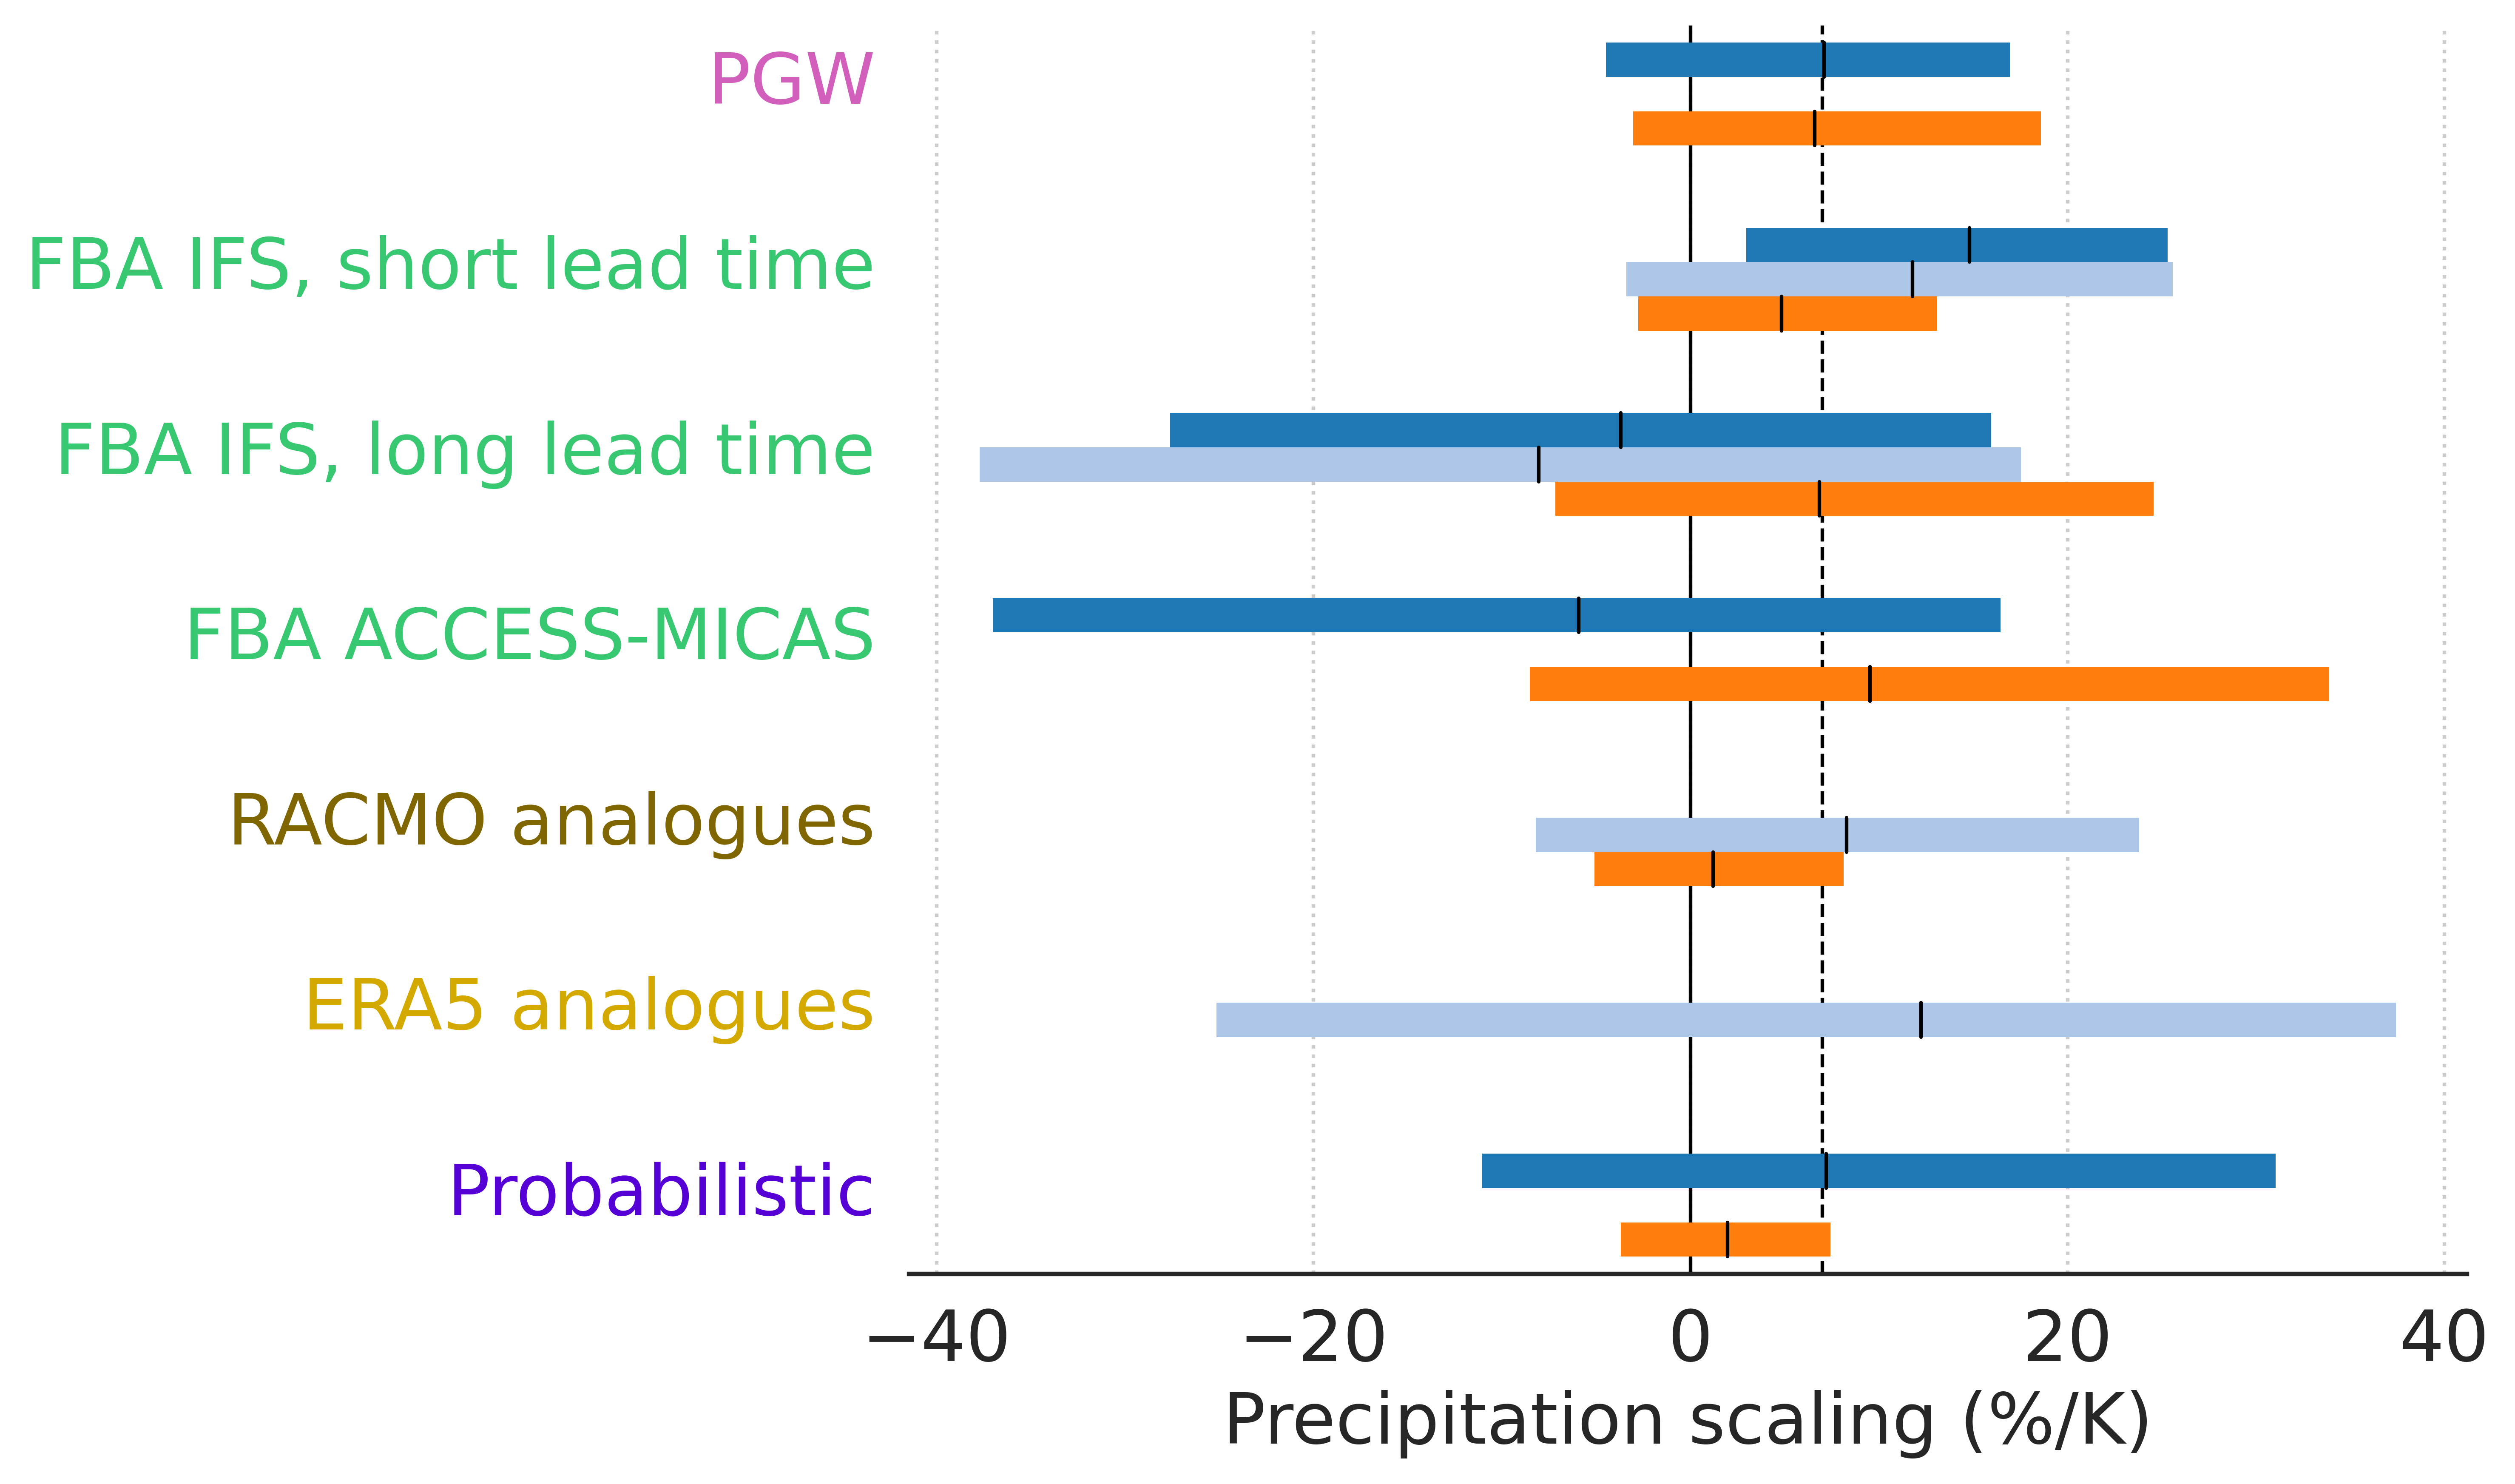 PGW
FBA IFS, short lead time
FBA IFS, long lead time
FBA ACCESS-MICAS
RACMO analogues
ERA5 analogues
Probabilistic
−40 −20 0 20 40
Precipitation scaling (%/K)